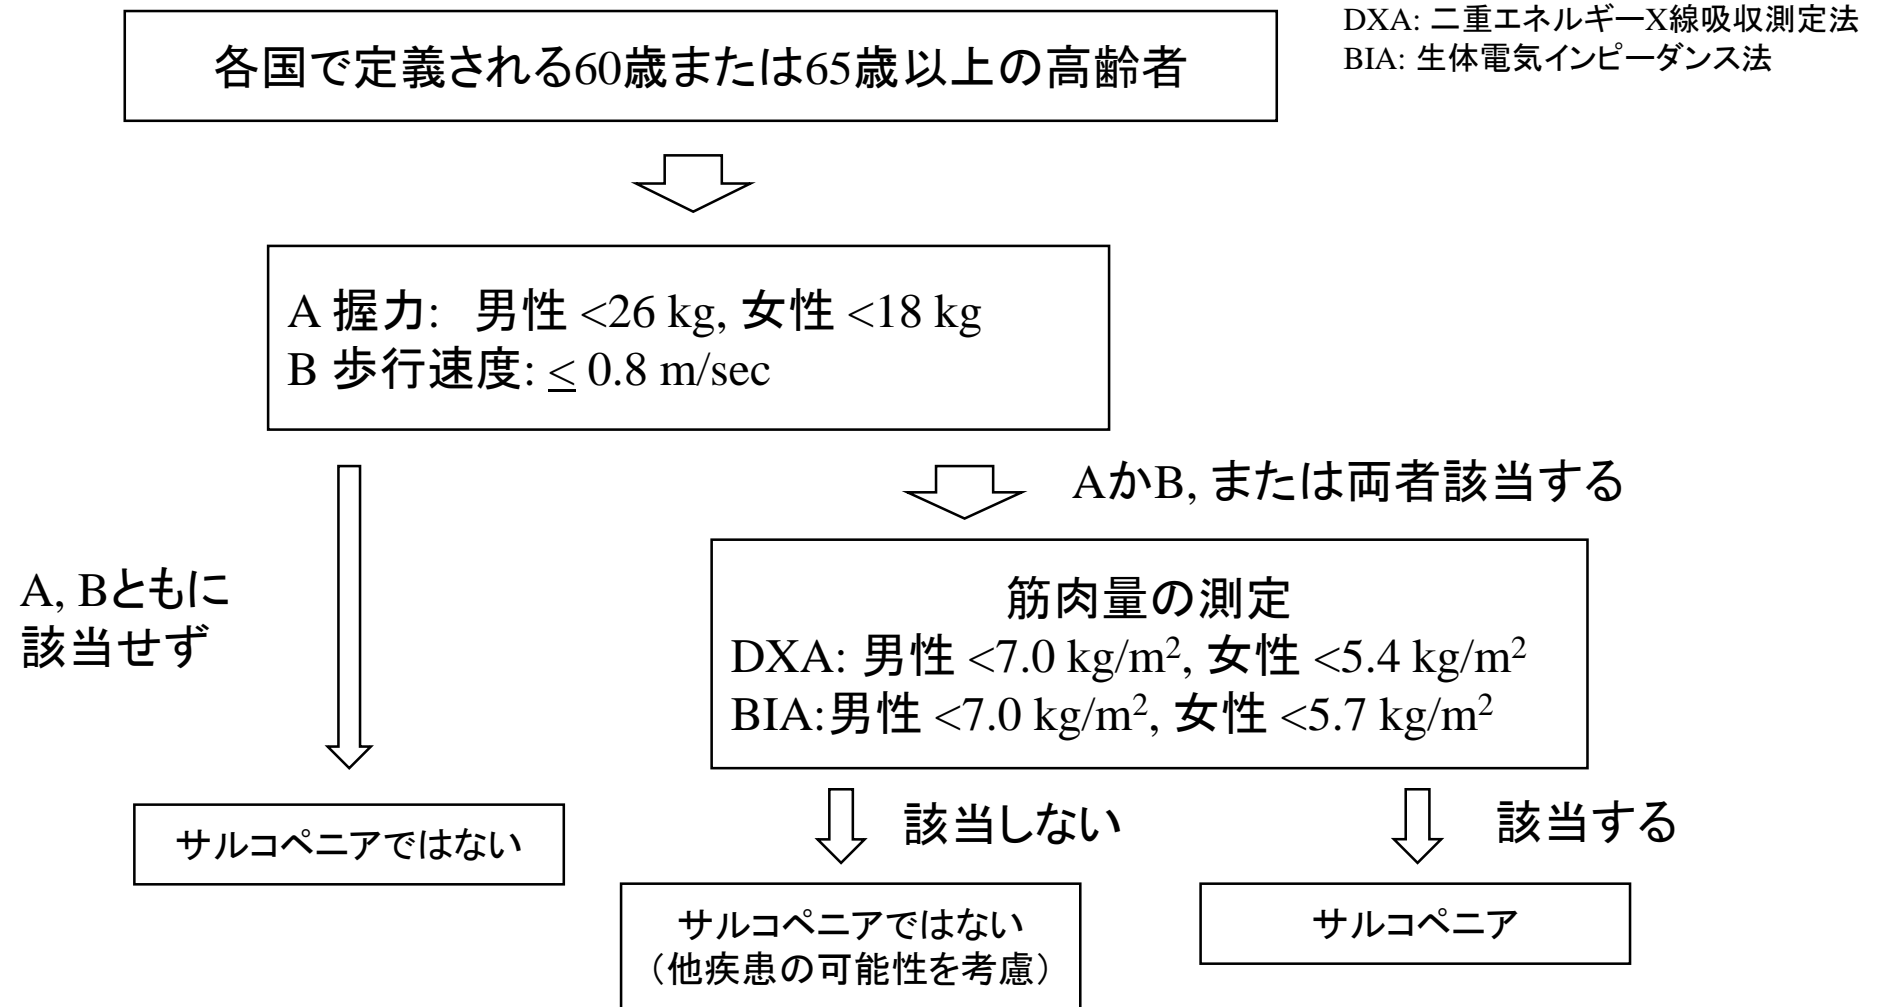 DXA: 二重エネルギーX線吸収測定法
BIA: 生体電気インピーダンス法
各国で定義される60歳または65歳以上の高齢者
A 握力: 男性 <26 kg, 女性 <18 kg
B 歩行速度: ≤ 0.8 m/sec
AかB, または両者該当する
A, Bともに
該当せず
筋肉量の測定
DXA: 男性 <7.0 kg/m², 女性 <5.4 kg/m²
BIA:男性 <7.0 kg/m², 女性 <5.7 kg/m²
該当しない
該当する
サルコペニアではない
サルコペニアではない
（他疾患の可能性を考慮）
サルコペニア